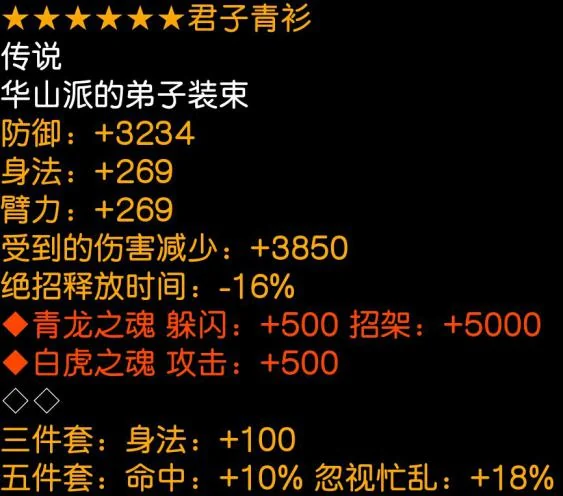 ★★★★★★君子青衫
传说
华山派的弟子装束
防御：+3234
身法：+269
臂力：+269
受到的伤害减少：+3850
绝招释放时间：-16%
◆青龙之魂 躲闪：+500 招架：+5000
◆白虎之魂 攻击：+500
◇◇
三件套：身法：+100
五件套：命中：+10% 忽视忙乱：+18%